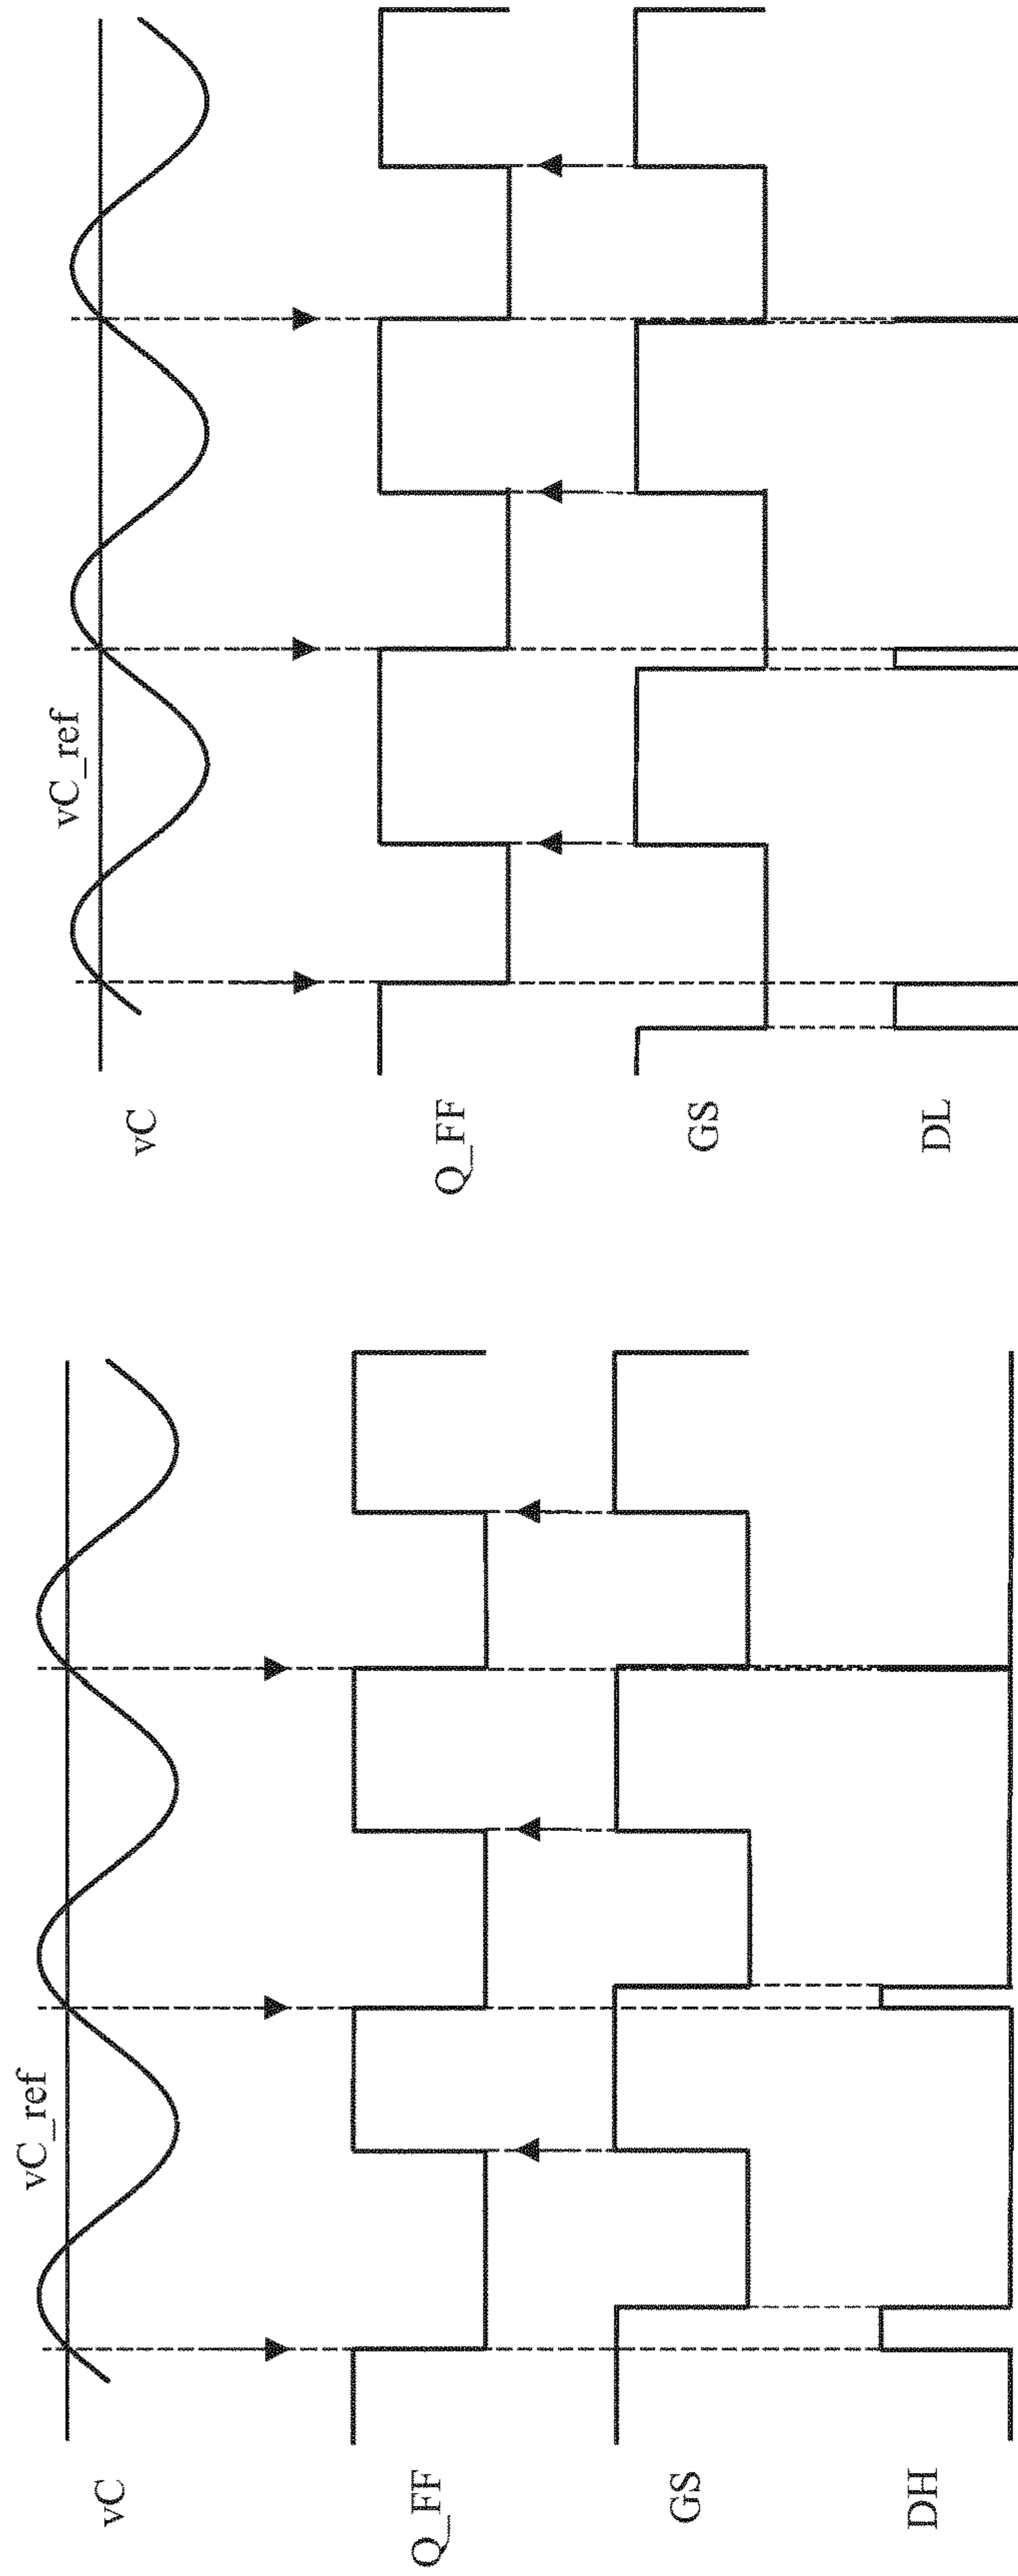 vC_ref
vC
Q_FF
GS
DH
vC_ref
vC
Q_FF
GS
DL